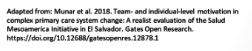 Adapted from: Munar et al. 2018. Team- and individual-level motivation in
complex primary care system change: A realist evaluation of the Salud
Mesoamerica Initiative in El Salvador. Gates Open Research.
https://doi.org/10.12688/gatesopenres.12878.1